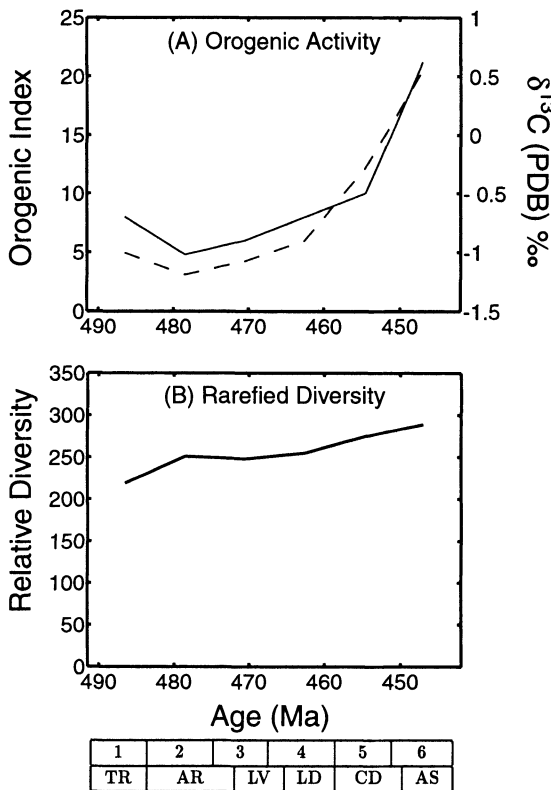 (A) Orogenic Activity
Orogenic Index
25
20
15
10
5
0
1
0.5
0
- 0.5
-1
-1.5
δ¹³C (PDB) ‰
490 480 470 460 450
(B) Rarefied Diversity
Relative Diversity
350
300
250
200
150
100
50
0
490 480 470 460 450
Age (Ma)
1 2 3 4 5 6
TR AR LV LD CD AS